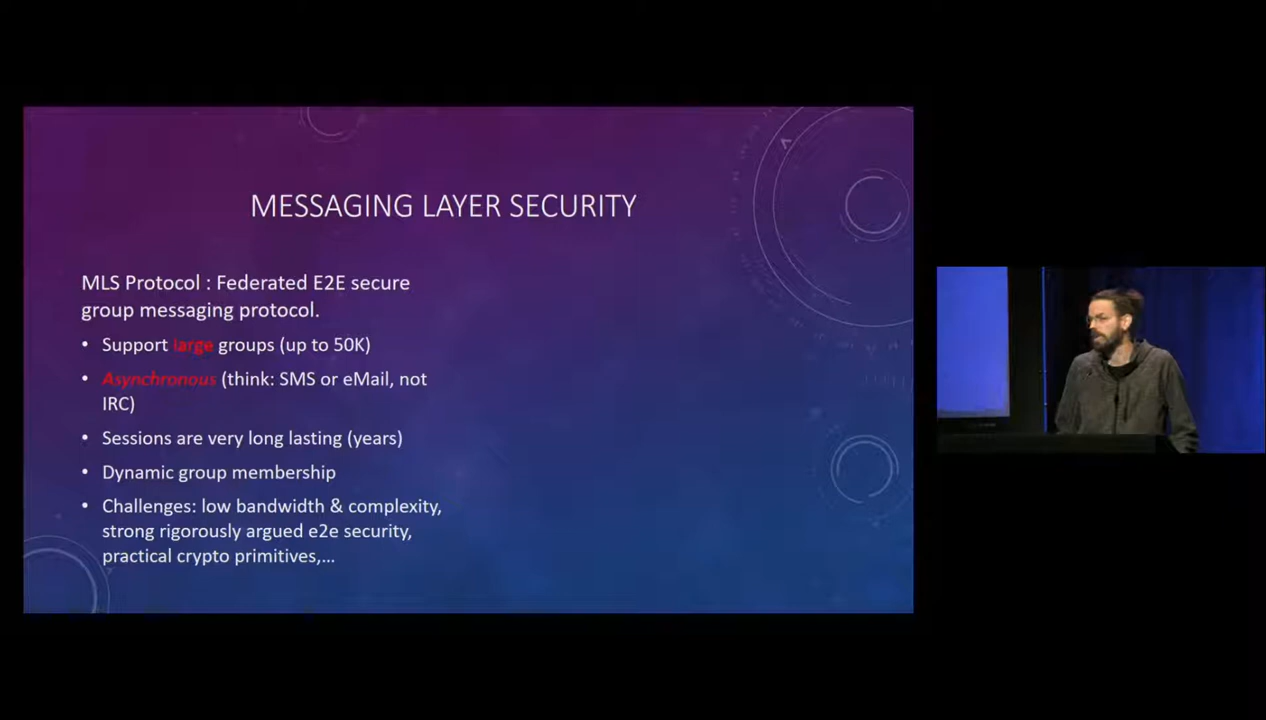 MESSAGING LAYER SECURITY
MLS Protocol : Federated E2E secure
group messaging protocol.
• Support large groups (up to 50K)
• Asynchronous (think: SMS or eMail, not
IRC)
• Sessions are very long lasting (years)
• Dynamic group membership
• Challenges: low bandwidth & complexity,
strong rigorously argued e2e security,
practical crypto primitives,...